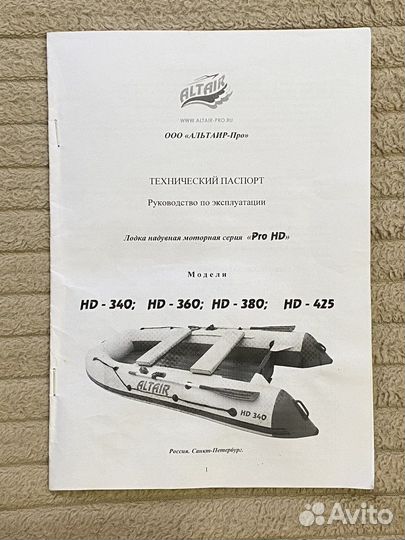 ALTAIR
WWW.ALTAIR-PRO.RU
ООО «АЛЬТАИР-Про»
ТЕХНИЧЕСКИЙ ПАСПОРТ
Руководство по эксплуатации
Лодка надувная моторная серия «Pro HD»
Модели
HD - 340; HD - 360; HD - 380; HD - 425
ALTAIR
HD 340
Россия. Санкт-Петербург.
1
Avito